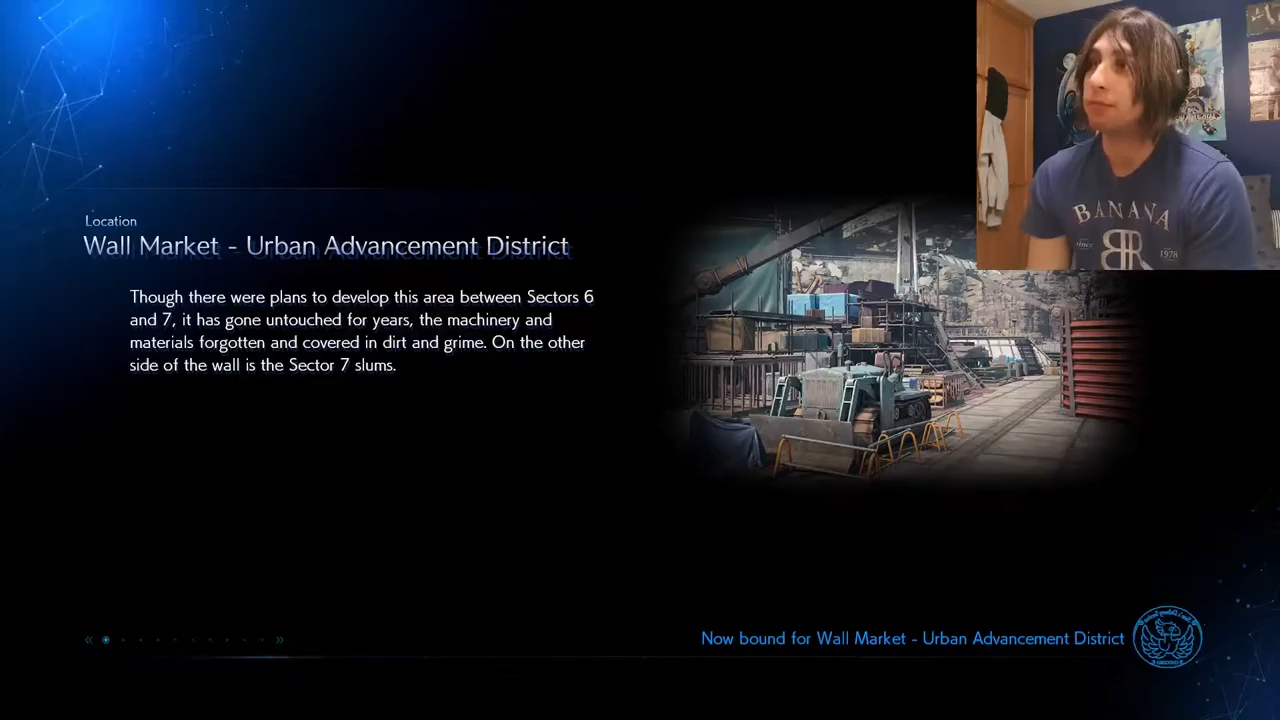 Location
Wall Market - Urban Advancement District
Though there were plans to develop this area between Sectors 6
and 7, it has gone untouched for years, the machinery and
materials forgotten and covered in dirt and grime. On the other
side of the wall is the Sector 7 slums.
BANANA
since
1978
Now bound for Wall Market - Urban Advancement District